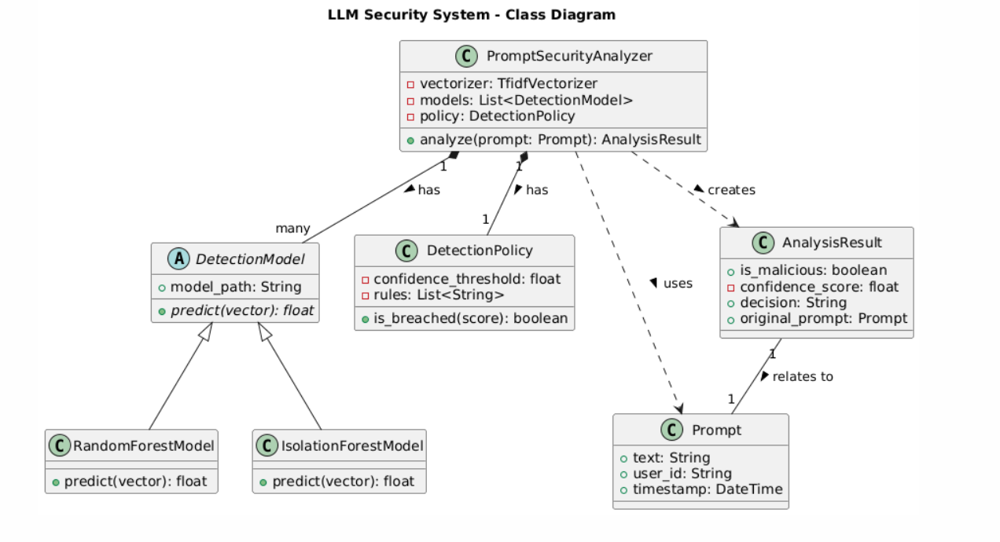 LLM Security System - Class Diagram
C PromptSecurityAnalyzer
vectorizer: TfidfVectorizer
models: List<DetectionModel>
policy: DetectionPolicy
analyze(prompt: Prompt): AnalysisResult
1
1
has
has
creates
many
1
A DetectionModel
model_path: String
predict(vector): float
C DetectionPolicy
confidence_threshold: float
rules: List<String>
is_breached(score): boolean
uses
C AnalysisResult
is_malicious: boolean
confidence_score: float
decision: String
original_prompt: Prompt
1
relates to
1
C RandomForestModel
predict(vector): float
C IsolationForestModel
predict(vector): float
C Prompt
text: String
user_id: String
timestamp: DateTime